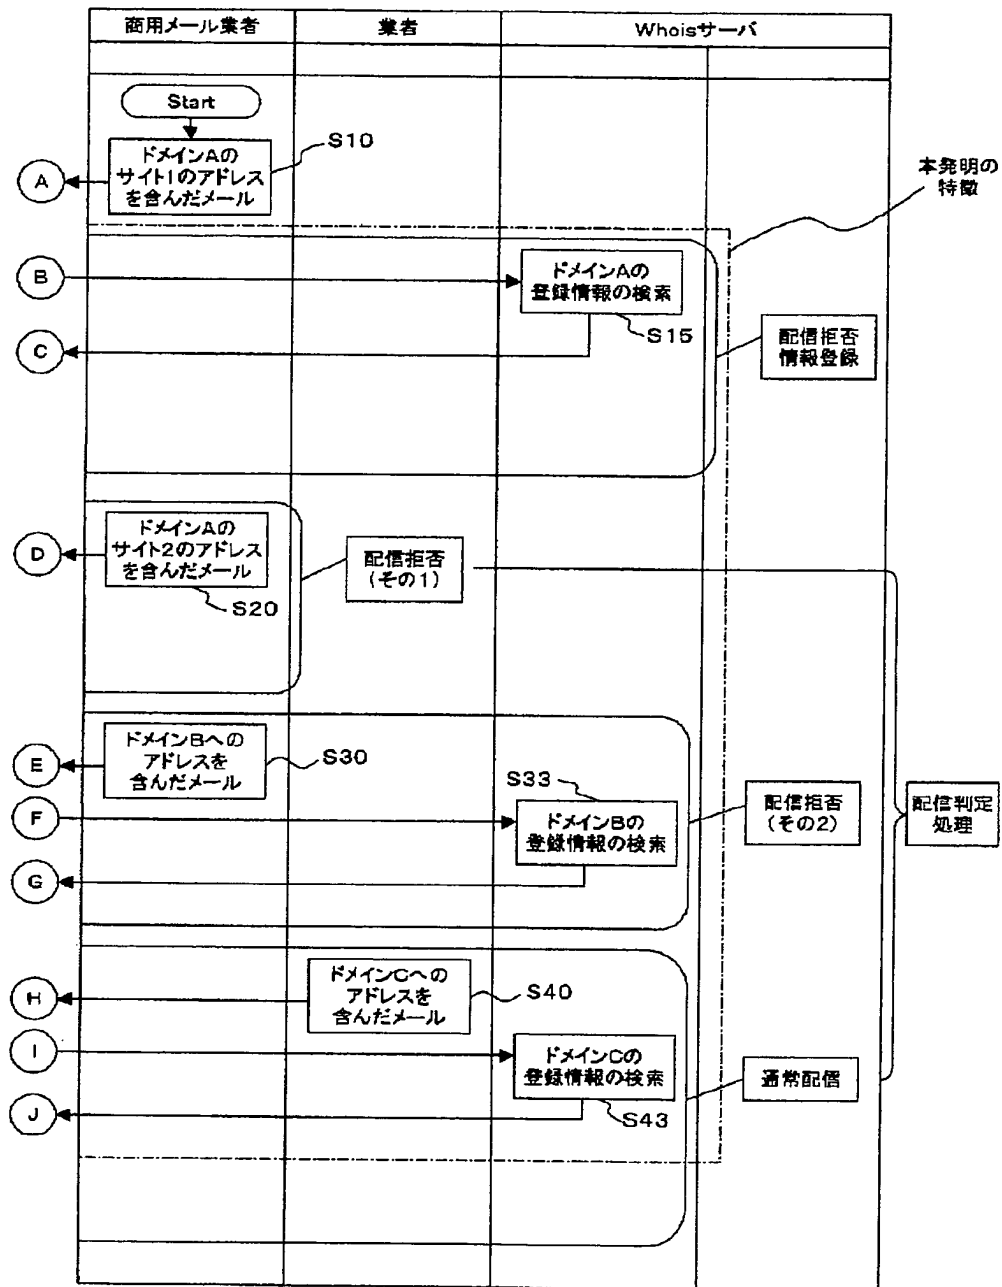 商用メール業者
業者
Whoisサーバ
Start
ドメインAの
サイト1のアドレス
を含んだメール
S10
A
本発明の
特徴
B
ドメインAの
登録情報の検索
S15
C
配信拒否
情報登録
D
ドメインAの
サイト2のアドレス
を含んだメール
S20
配信拒否
(その1)
E
ドメインBへの
アドレスを
含んだメール
S30
F
S33
ドメインBの
登録情報の検索
G
配信拒否
(その2)
配信判定
処理
H
ドメインCへの
アドレスを
含んだメール
S40
I
ドメインCの
登録情報の検索
S43
J
通常配信